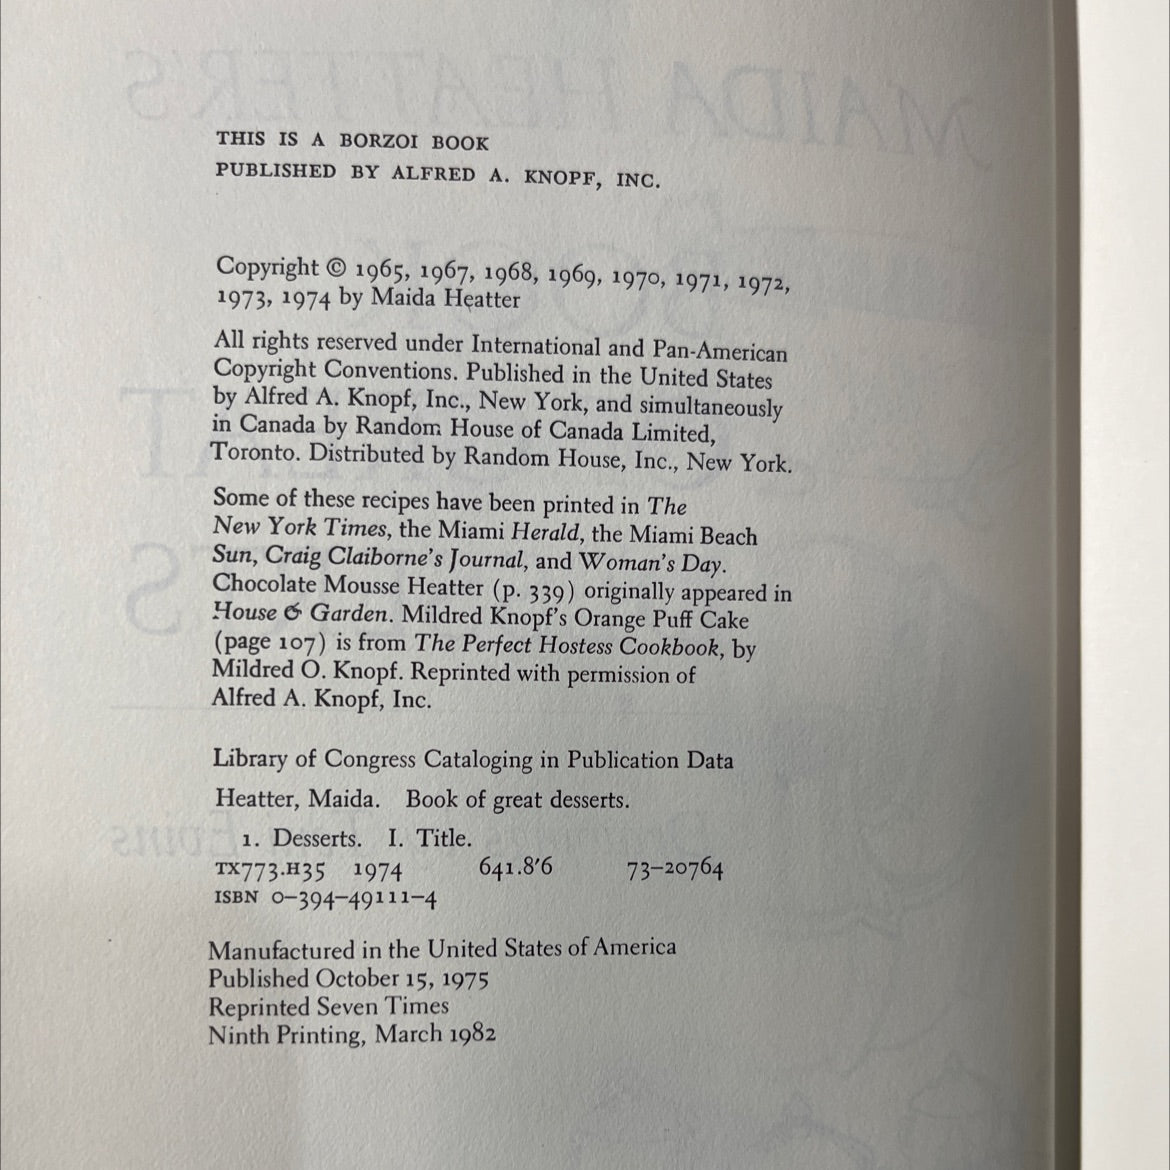 THIS IS A BORZOI BOOK
PUBLISHED BY ALFRED A. KNOPF, INC.
Copyright © 1965, 1967, 1968, 1969, 1970, 1971, 1972,
1973, 1974 by Maida Heatter
All rights reserved under International and Pan-American
Copyright Conventions. Published in the United States
by Alfred A. Knopf, Inc., New York, and simultaneously
in Canada by Random House of Canada Limited,
Toronto. Distributed by Random House, Inc., New York.
Some of these recipes have been printed in The
New York Times, the Miami Herald, the Miami Beach
Sun, Craig Claiborne's Journal, and Woman's Day.
Chocolate Mousse Heatter (p. 339) originally appeared in
House & Garden. Mildred Knopf's Orange Puff Cake
(page 107) is from The Perfect Hostess Cookbook, by
Mildred O. Knopf. Reprinted with permission of
Alfred A. Knopf, Inc.
Library of Congress Cataloging in Publication Data
Heatter, Maida. Book of great desserts.
1. Desserts. I. Title.
TX773.H35 1974 641.8'6 73-20764
ISBN 0-394-49111-4
Manufactured in the United States of America
Published October 15, 1975
Reprinted Seven Times
Ninth Printing, March 1982